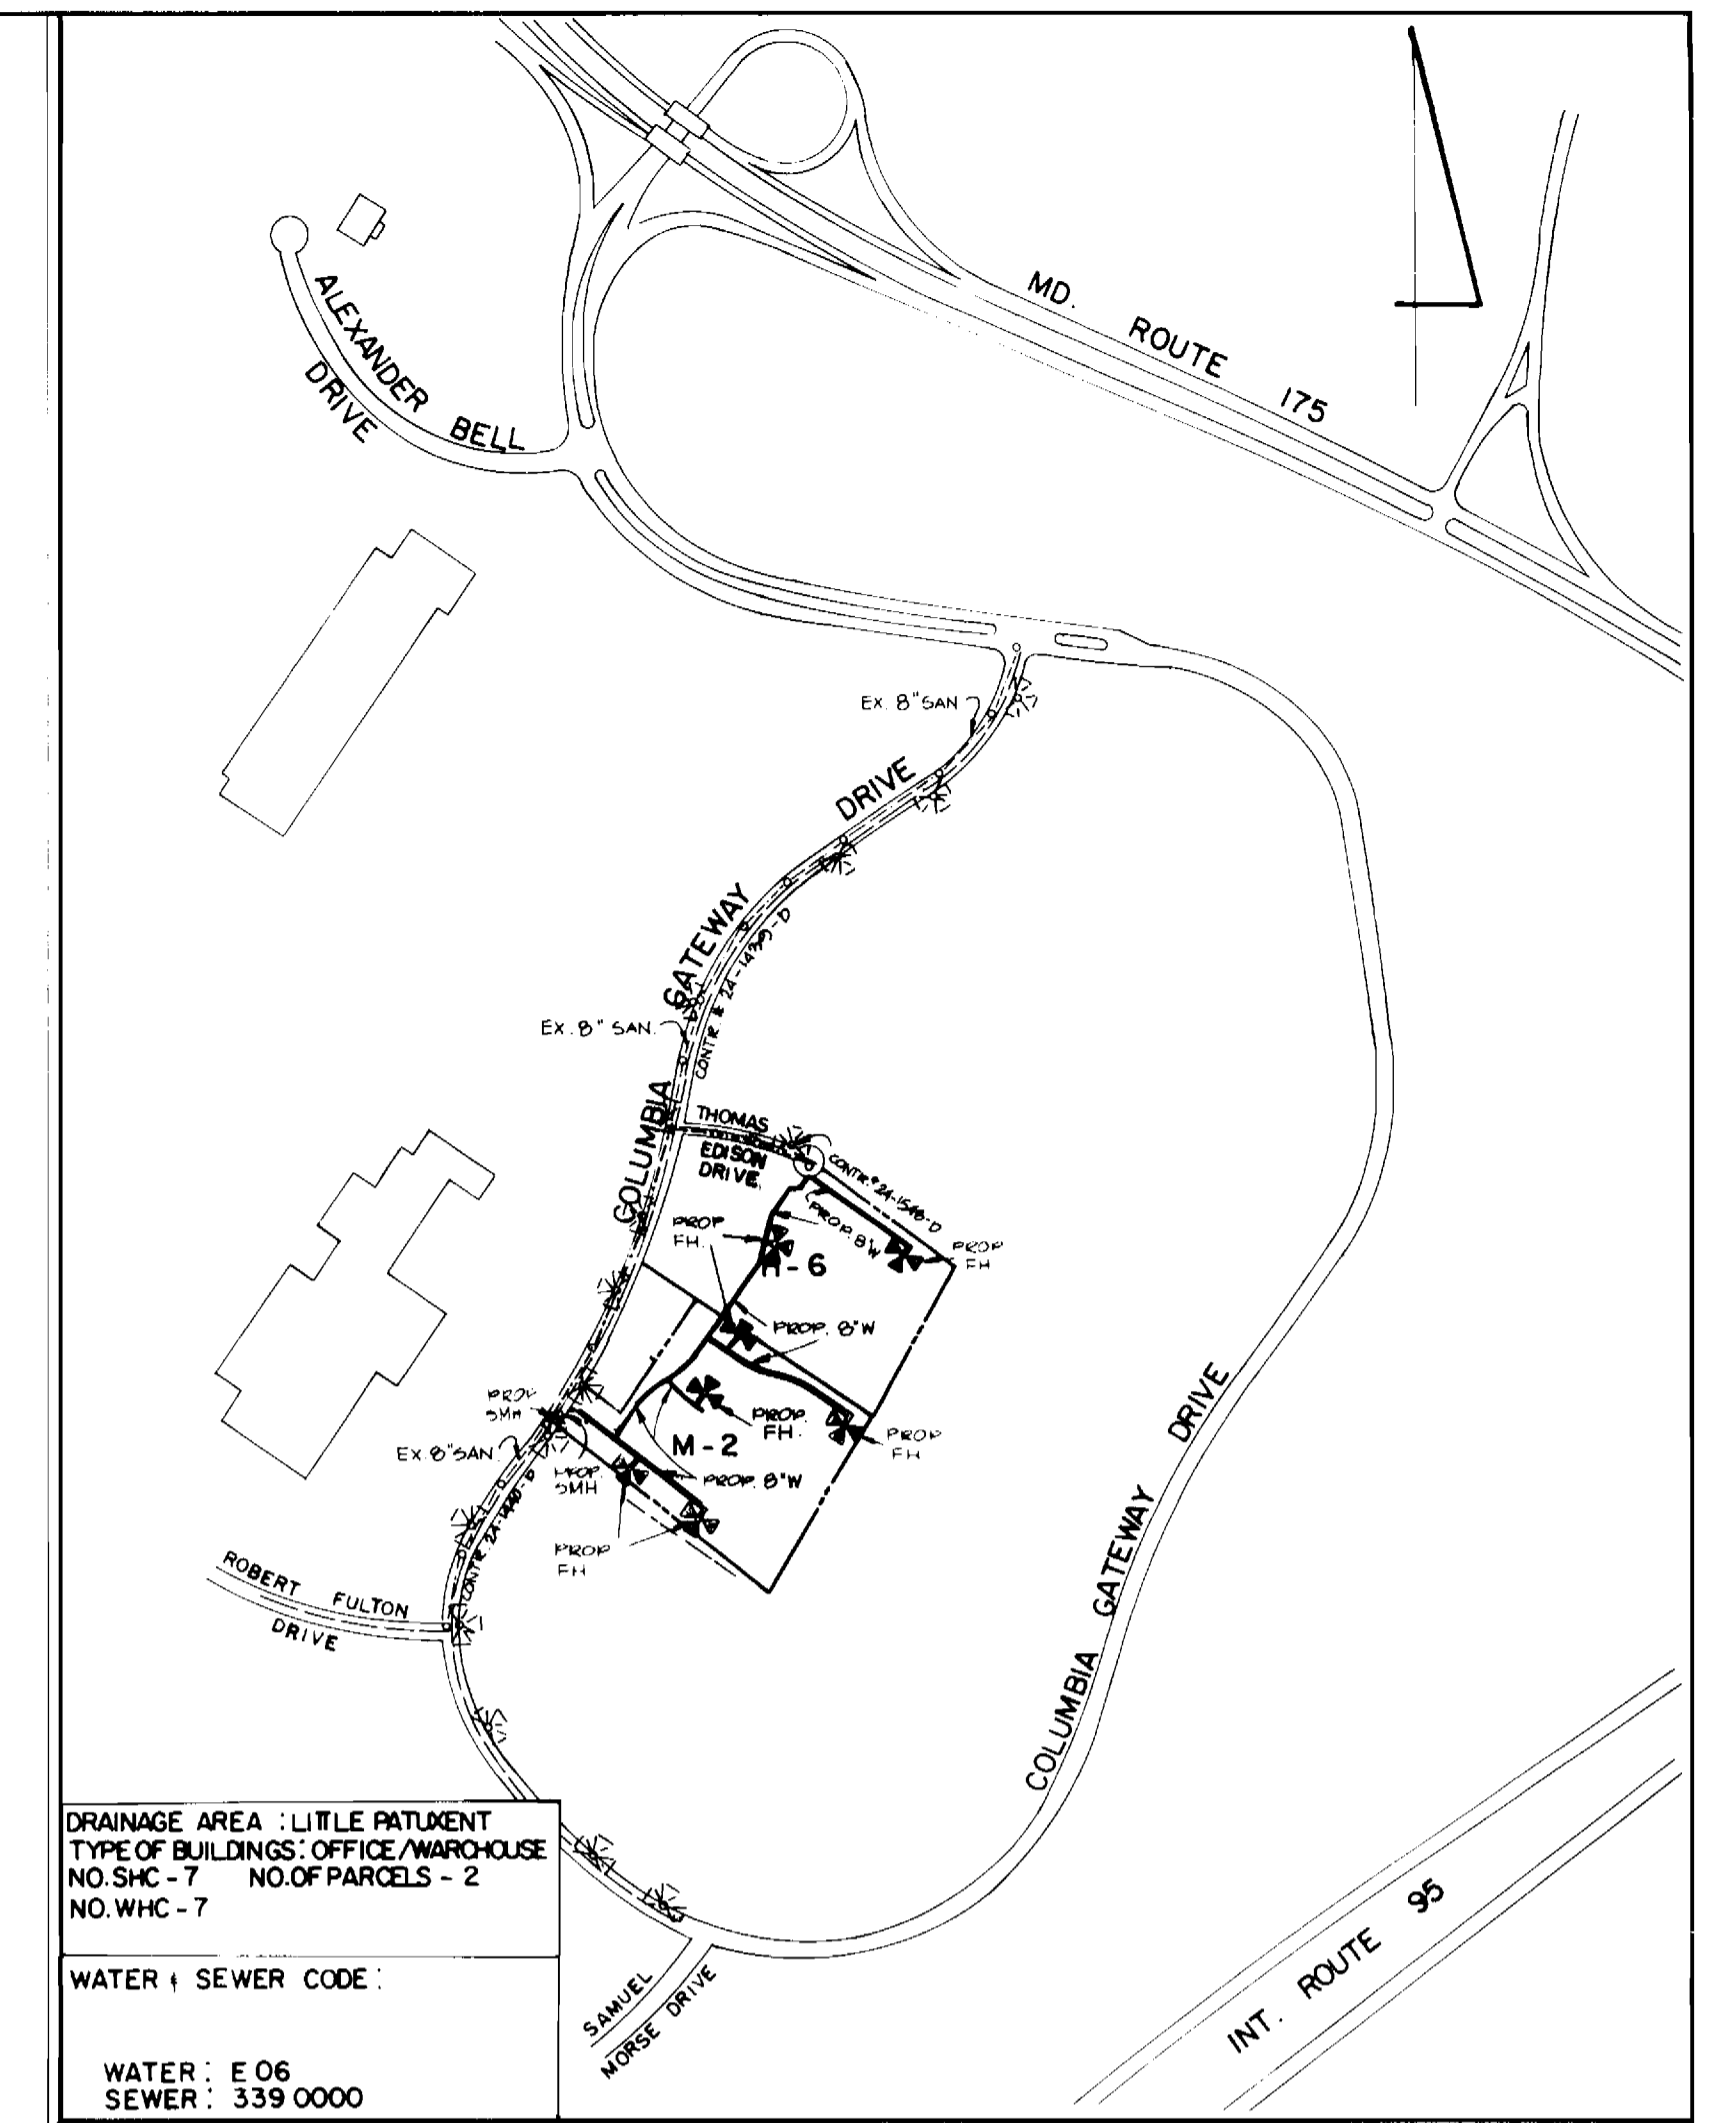 MD. ROUTE 175
ALEXANDER BELL
DRIVE
EX. 8" SAN
DRIVE
GATEWAY
COLUMBIA
CONTR. # 24-1439-D
EX. 8" SAN.
THOMAS
EDISON
DRIVE.
CONTR. # 24-1548-D
PROP
FH.
PROP. 8"W
PROP
FH
-6
PROP. 8"W
PROP
SMH
PROP.
FH.
PROP
FH
M-2
EX. 8" SAN.
PROP.
SMH
PROP. 8"W
CONTR. 24-1440-D
PROP
FH
ROBERT FULTON
DRIVE
COLUMBIA GATEWAY DRIVE
DRAINAGE AREA : LITTLE PATUXENT
TYPE OF BUILDINGS: OFFICE/WARCHOUSE
NO. SHC - 7 NO. OF PARCELS - 2
NO. WHC - 7
WATER & SEWER CODE :
WATER : E 06
SEWER : 339 0000
SAMUEL
MORSE DRIVE
INT. ROUTE 95